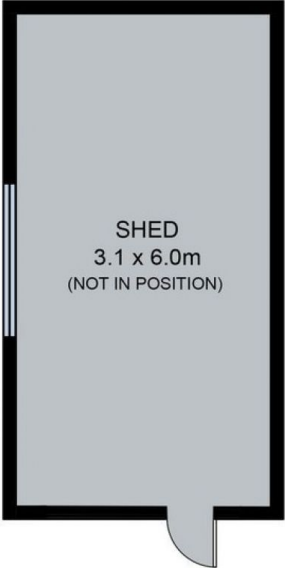 SHED
3.1 x 6.0m
(NOT IN POSITION)